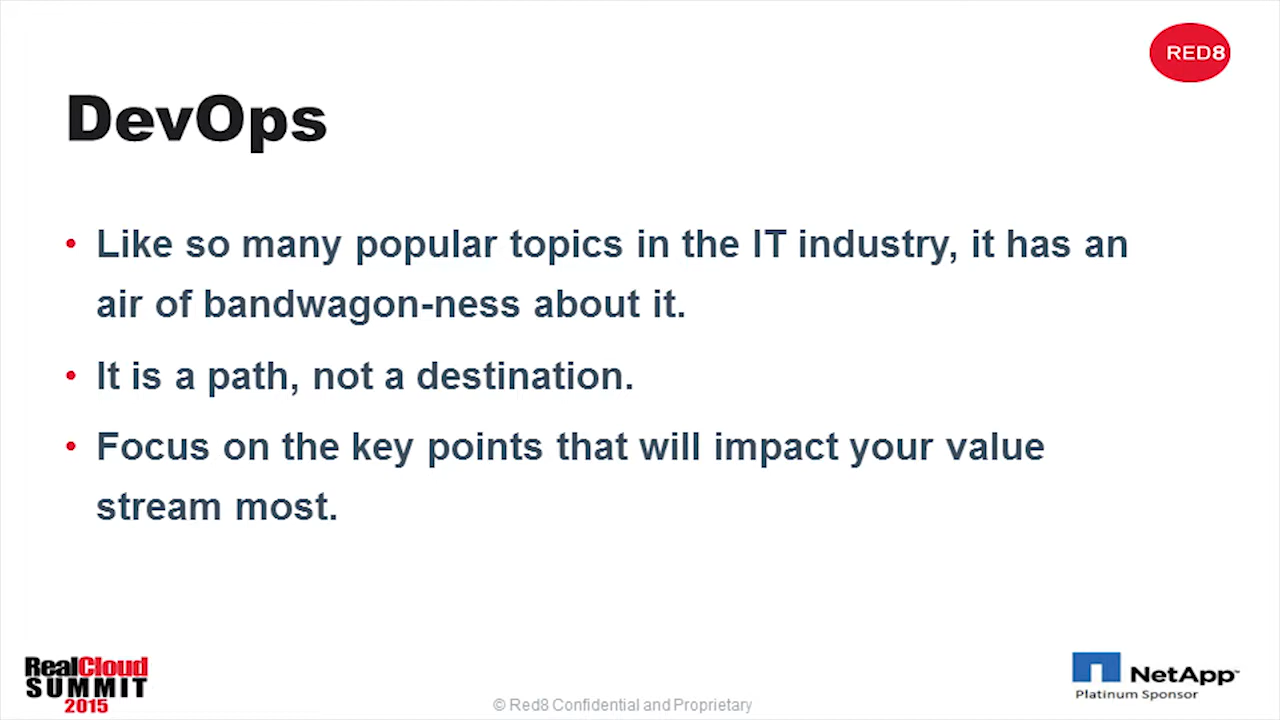 RED8
DevOps
• Like so many popular topics in the IT industry, it has an
air of bandwagon-ness about it.
• It is a path, not a destination.
• Focus on the key points that will impact your value
stream most.
RealCloud
SUMMIT
2015
© Red8 Confidential and Proprietary
NetApp™
Platinum Sponsor